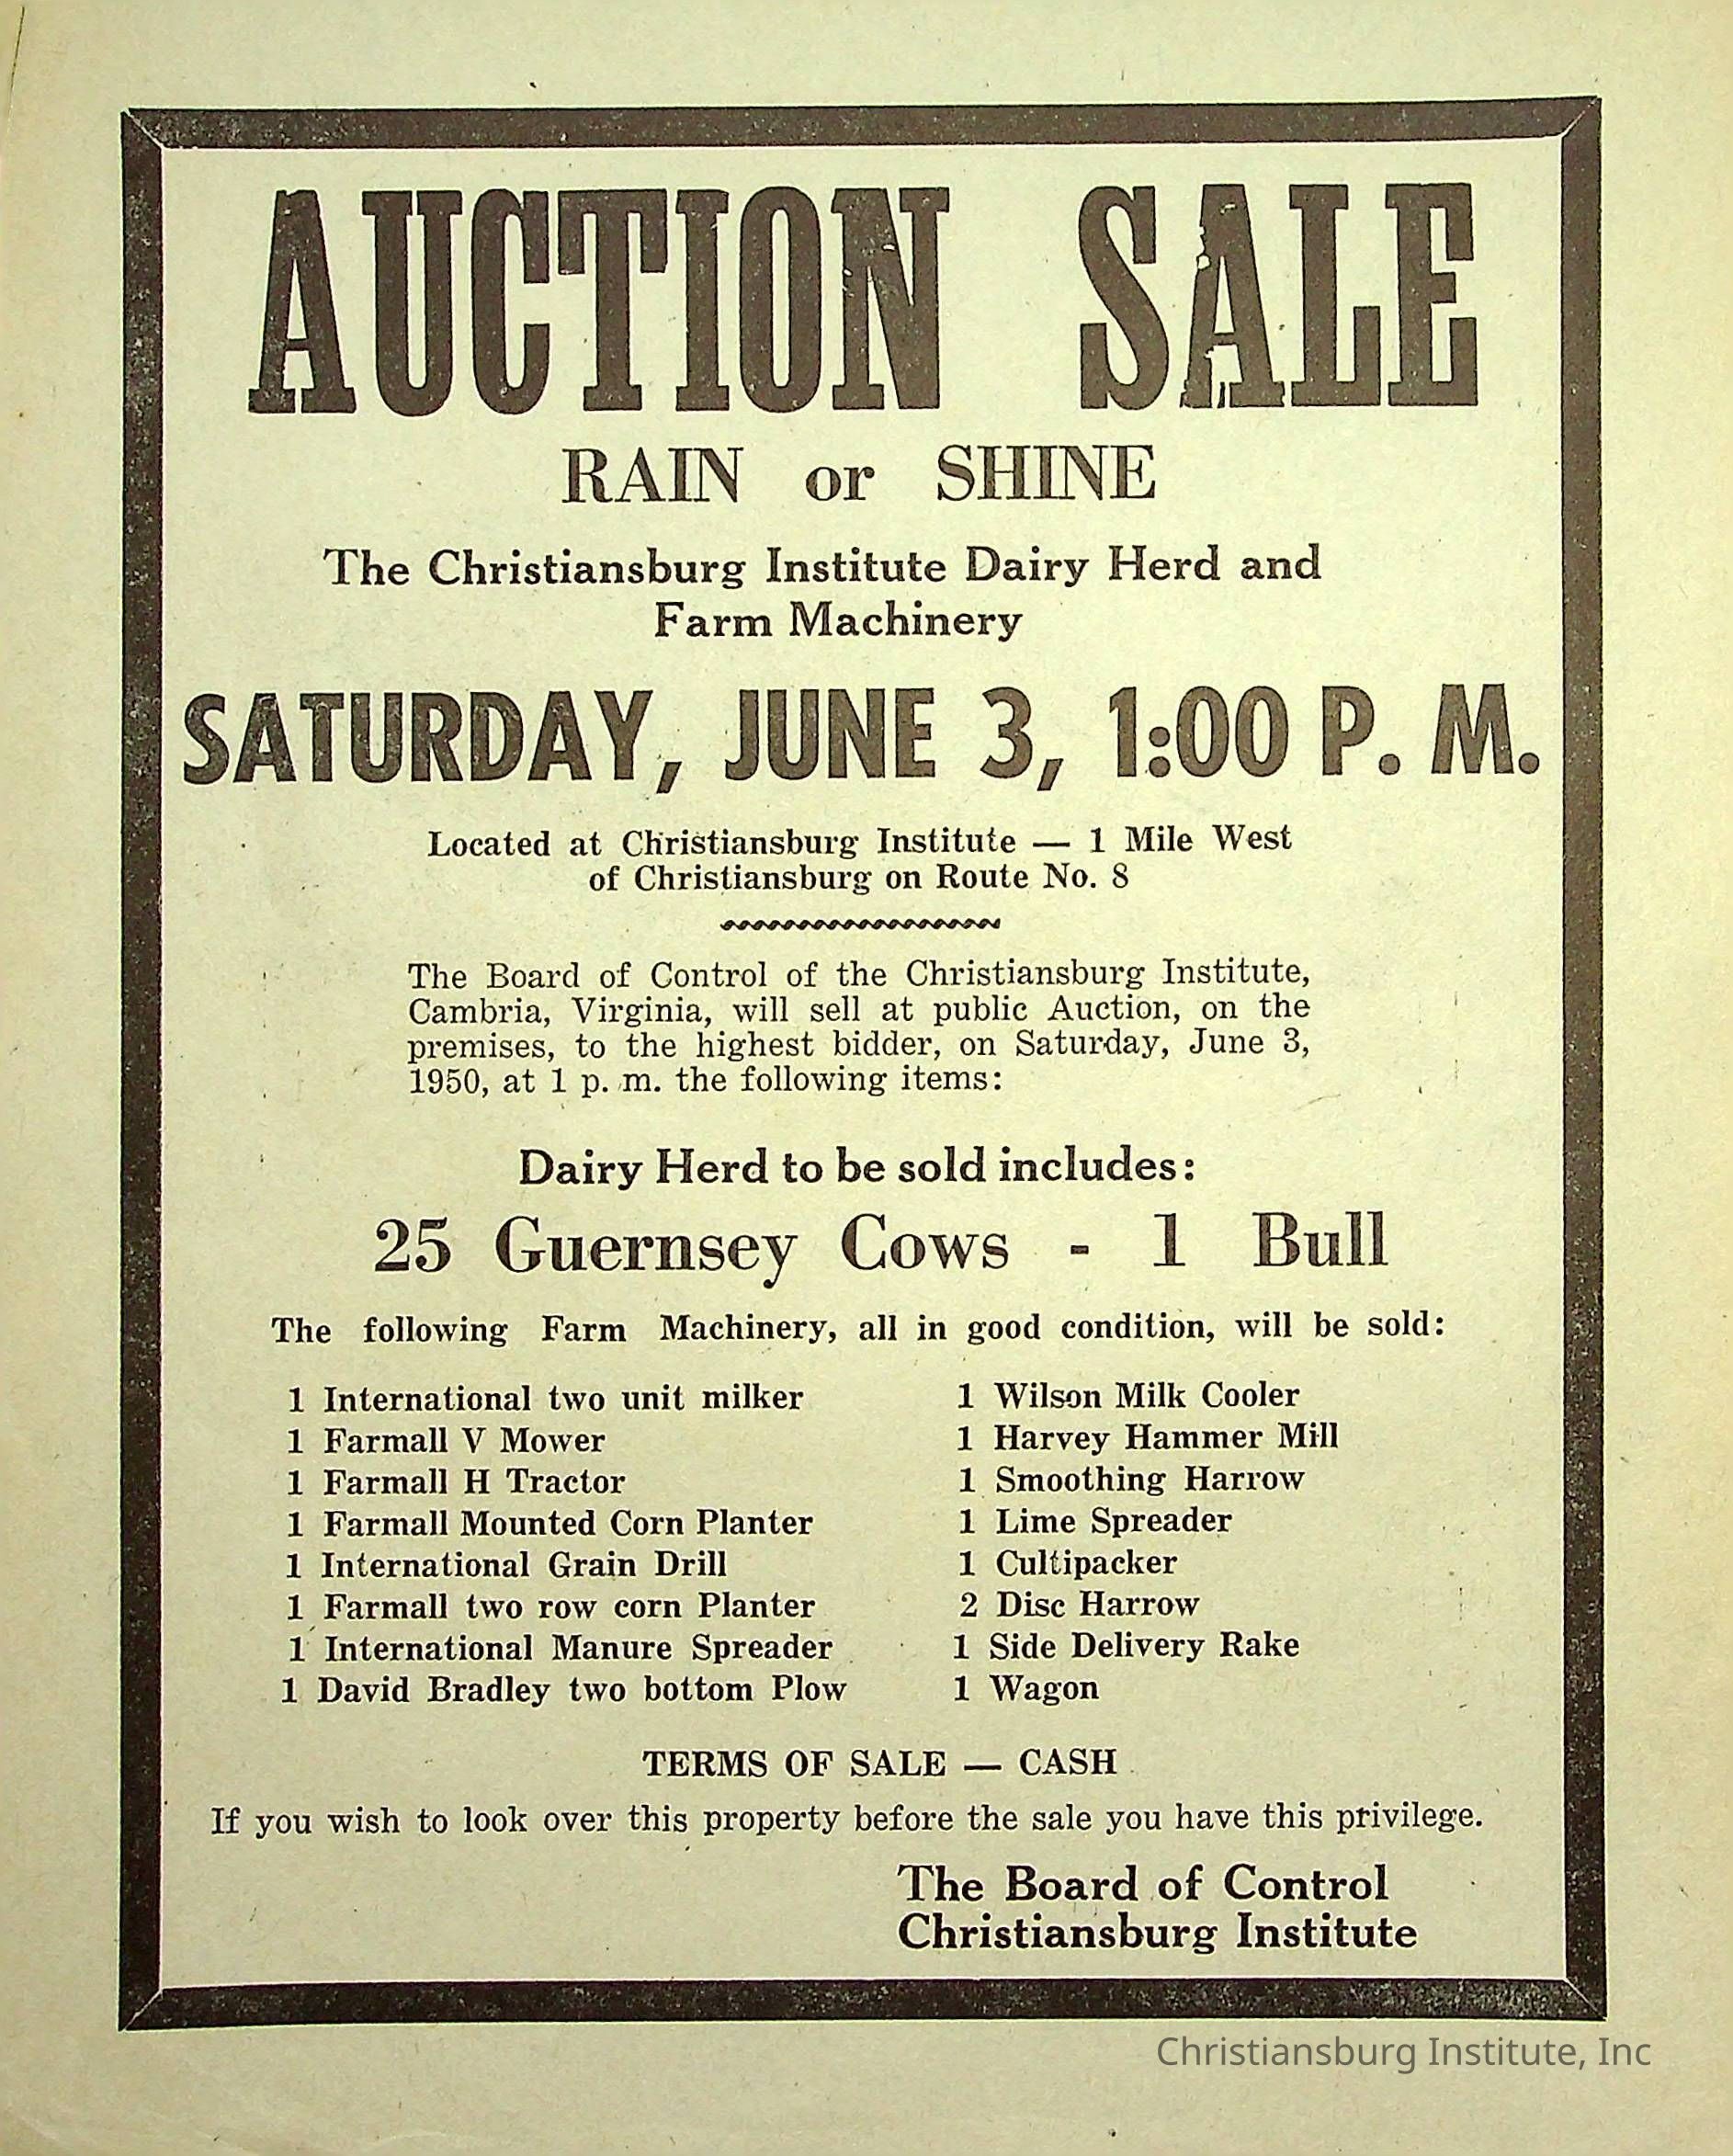 AUCTION SALE
RAIN or SHINE
The Christiansburg Institute Dairy Herd and
Farm Machinery
SATURDAY, JUNE 3, 1:00 P. M.
Located at Christiansburg Institute — 1 Mile West
of Christiansburg on Route No. 8
The Board of Control of the Christiansburg Institute,
Cambria, Virginia, will sell at public Auction, on the
premises, to the highest bidder, on Saturday, June 3,
1950, at 1 p. m. the following items:
Dairy Herd to be sold includes:
25 Guernsey Cows - 1 Bull
The following Farm Machinery, all in good condition, will be sold:
1 International two unit milker
1 Farmall V Mower
1 Farmall H Tractor
1 Farmall Mounted Corn Planter
1 International Grain Drill
1 Farmall two row corn Planter
1 International Manure Spreader
1 David Bradley two bottom Plow
1 Wilson Milk Cooler
1 Harvey Hammer Mill
1 Smoothing Harrow
1 Lime Spreader
1 Cultipacker
2 Disc Harrow
1 Side Delivery Rake
1 Wagon
TERMS OF SALE — CASH
If you wish to look over this property before the sale you have this privilege.
The Board of Control
Christiansburg Institute
Christiansburg Institute, Inc